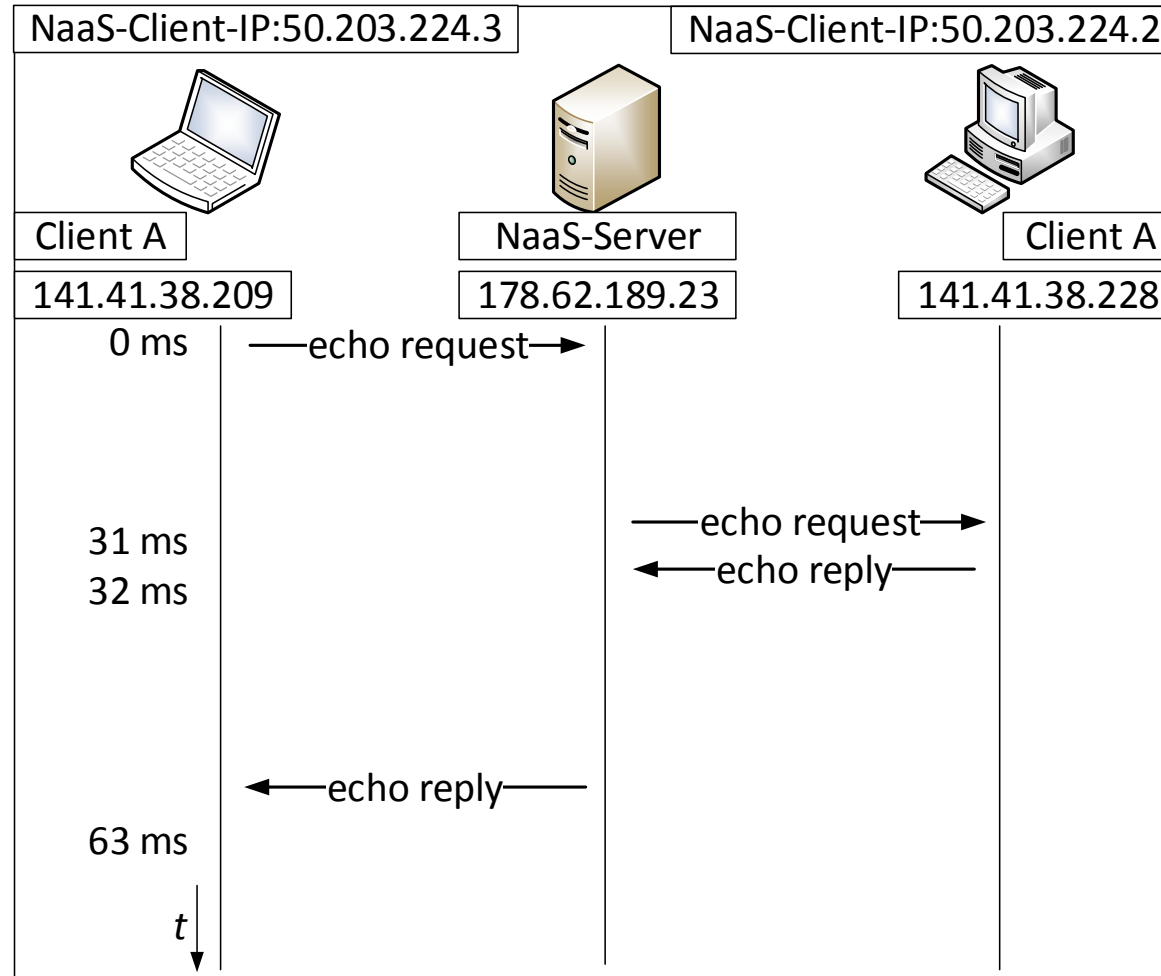 NaaS-Client-IP:50.203.224.3
NaaS-Client-IP:50.203.224.2
Client A
NaaS-Server
Client A
141.41.38.209
178.62.189.23
141.41.38.228
0 ms
echo request
echo request
31 ms
echo reply
32 ms
echo reply
63 ms
t